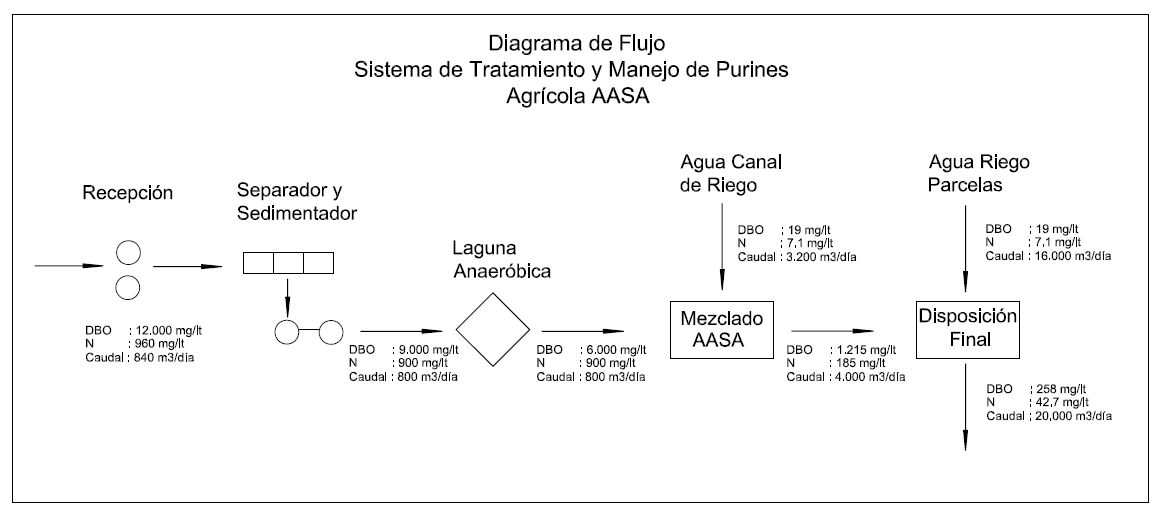 Diagrama de Flujo
Sistema de Tratamiento y Manejo de Purines
Agrícola AASA
Recepción
DBO : 12.000 mg/lt
N : 960 mg/lt
Caudal : 840 m3/día
Separador y
Sedimentador
DBO : 9.000 mg/lt
N : 900 mg/lt
Caudal : 800 m3/día
Laguna
Anaeróbica
DBO : 6.000 mg/lt
N : 900 mg/lt
Caudal : 800 m3/día
Agua Canal
de Riego
DBO : 19 mg/lt
N : 7,1 mg/lt
Caudal : 3.200 m3/día
Mezclado
AASA
DBO : 1.215 mg/lt
N : 185 mg/lt
Caudal : 4.000 m3/día
Agua Riego
Parcelas
DBO : 19 mg/lt
N : 7,1 mg/lt
Caudal : 16.000 m3/día
Disposición
Final
DBO : 258 mg/lt
N : 42,7 mg/lt
Caudal : 20,000 m3/día